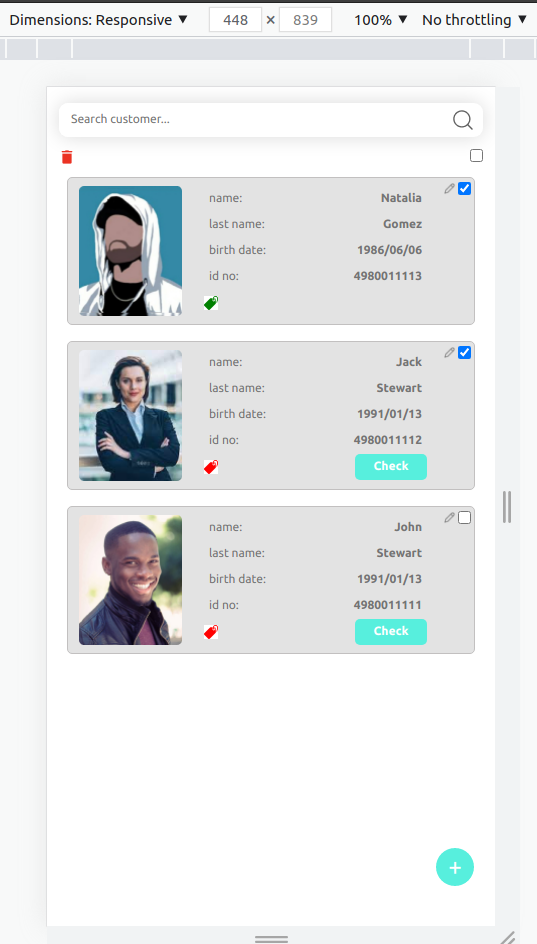 Dimensions: Responsive ▼ 448 × 839 100% ▼ No throttling ▼
Search customer...
name: Natalia
last name: Gomez
birth date: 1986/06/06
id no: 4980011113
name: Jack
last name: Stewart
birth date: 1991/01/13
id no: 4980011112
Check
name: John
last name: Stewart
birth date: 1991/01/13
id no: 4980011111
Check
+